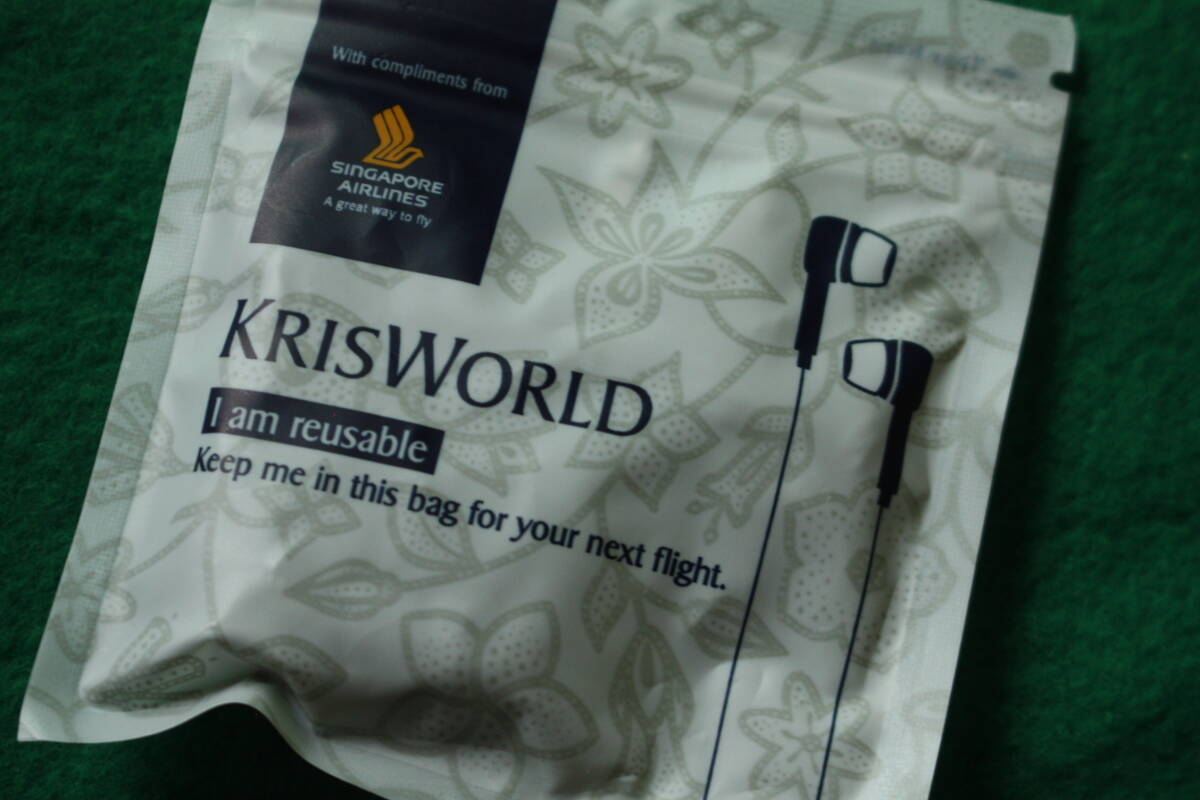 With compliments from
SINGAPORE
AIRLINES
A great way to fly
KRISWORLD
I am reusable
Keep me in this bag for your next flight.